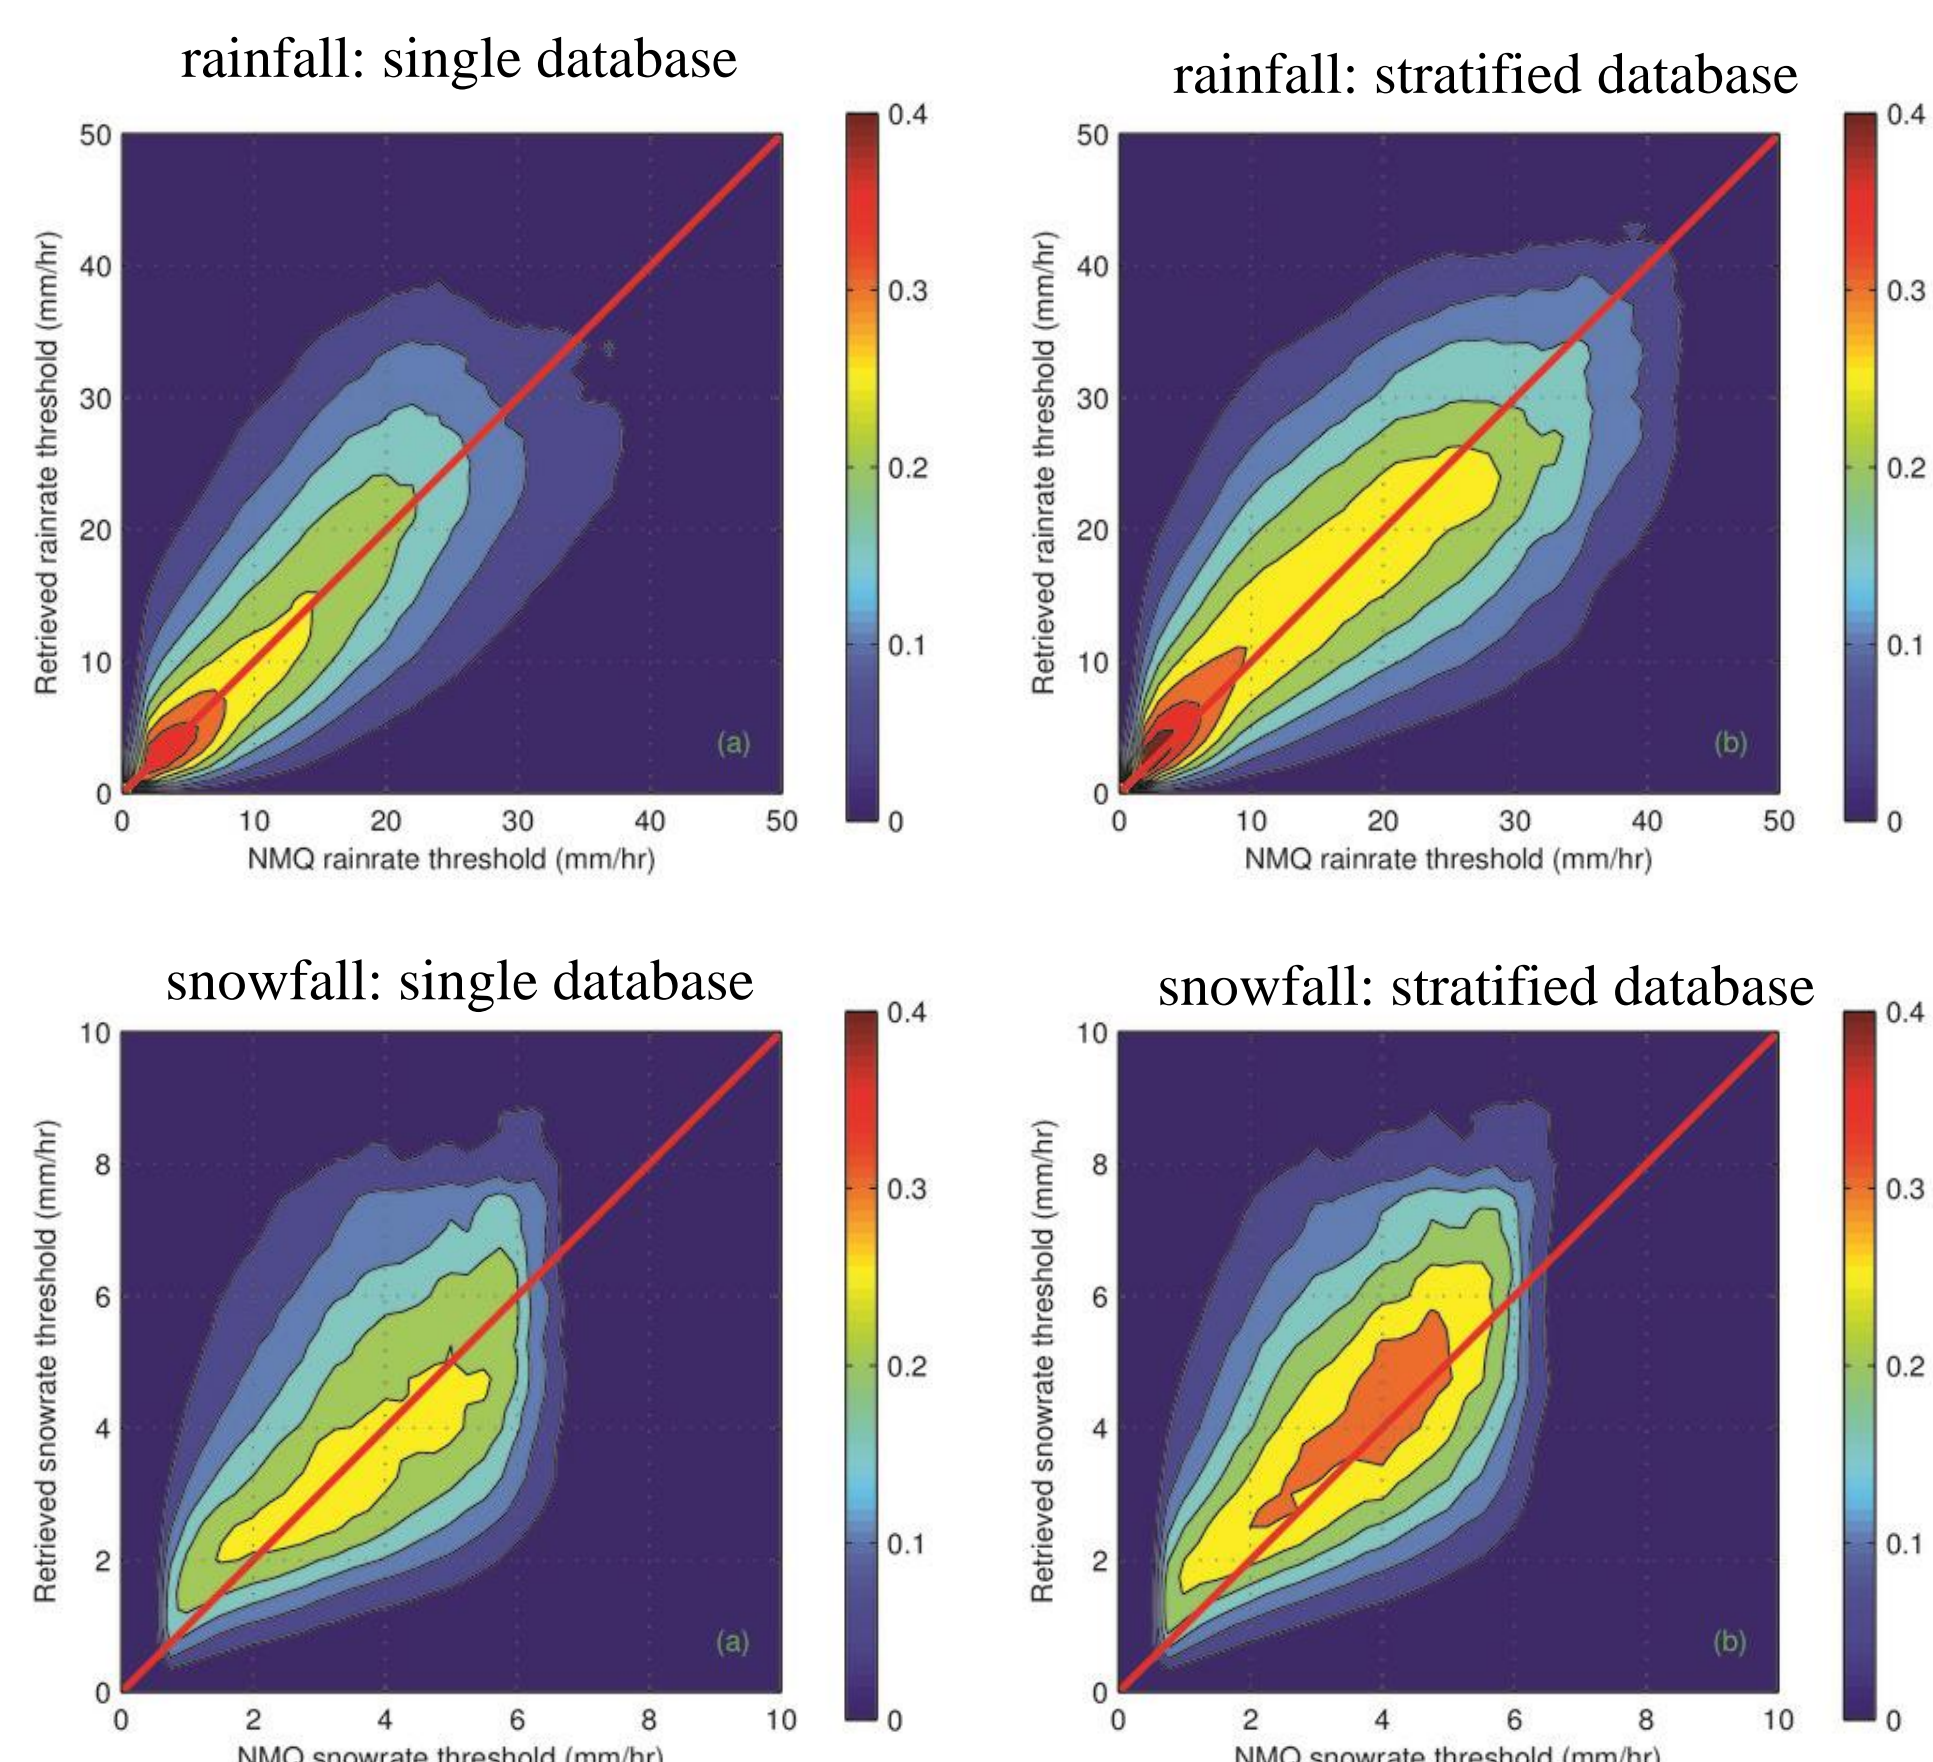 rainfall: single database
rainfall: stratified database
0.4
0.3
0.2
0.1
0
50
40
30
20
10
0
Retrieved rainrate threshold (mm/hr)
(a)
0 10 20 30 40 50
NMQ rainrate threshold (mm/hr)
0.4
0.3
0.2
0.1
0
50
40
30
20
10
0
Retrieved rainrate threshold (mm/hr)
(b)
0 10 20 30 40 50
NMQ rainrate threshold (mm/hr)
snowfall: single database
snowfall: stratified database
0.4
0.3
0.2
0.1
0
10
8
6
4
2
0
Retrieved snowrate threshold (mm/hr)
(a)
0 2 4 6 8 10
NMQ snowrate threshold (mm/hr)
0.4
0.3
0.2
0.1
0
10
8
6
4
2
0
Retrieved snowrate threshold (mm/hr)
(b)
0 2 4 6 8 10
NMQ snowrate threshold (mm/hr)